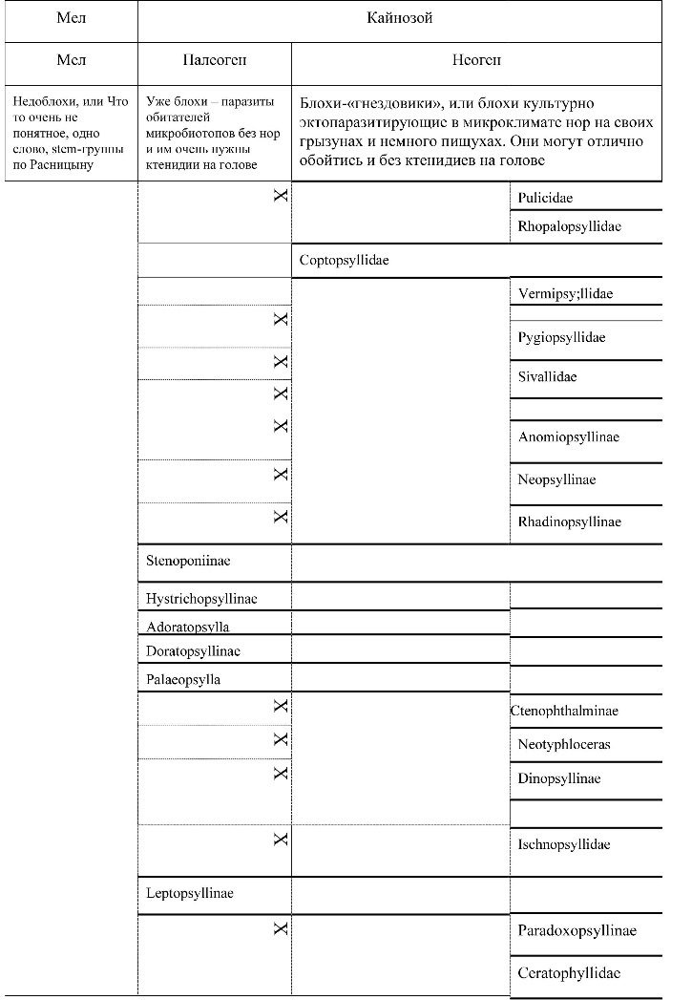 Мел
Кайнозой
Мел
Палеоген
Неоген
Недоблохи, или Что
то очень не
понятное, одно
слово, stem-группы
по Расницыну
Уже блохи – паразиты
обитателей
микробиотопов без нор
и им очень нужны
ктенидии на голове
Блохи-«гнездовики», или блохи культурно
эктопаразитирующие в микроклимате нор на своих
грызунах и немного пищухах. Они могут отлично
обойтись и без ктенидиев на голове
X
Pulicidae
Rhopalopsyllidae
Coptopsyllidae
Vermipsy;llidae
X
Pygiopsyllidae
X
Sivallidae
X
X
Anomiopsyllinae
X
Neopsyllinae
X
Rhadinopsyllinae
Stenoponiinae
Hystrichopsyllinae
Adoratopsylla
Doratopsyllinae
Palaeopsylla
X
Ctenophthalminae
X
Neotyphloceras
X
Dinopsyllinae
X
Ischnopsyllidae
Leptopsyllinae
X
Paradoxopsyllinae
Ceratophyllidae